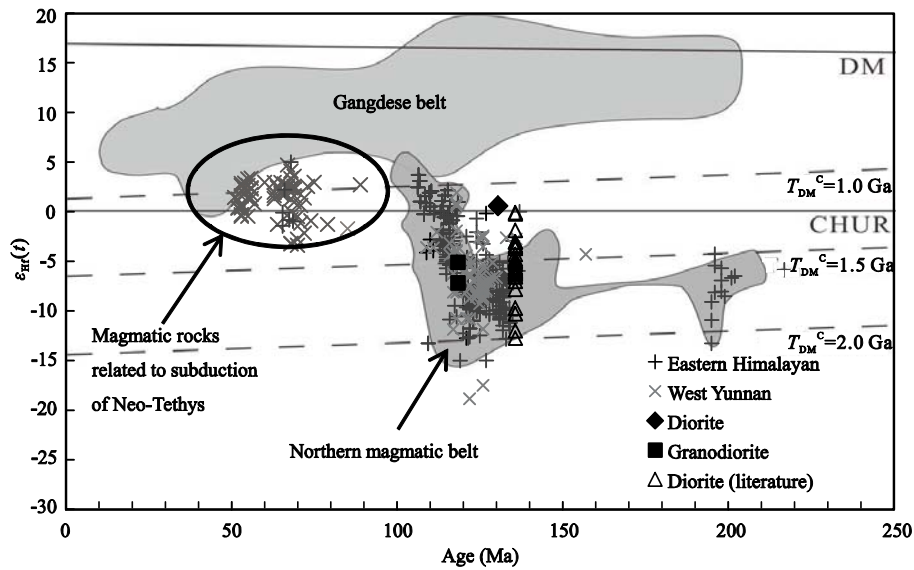 20
15
10
5
0
-5
-10
-15
-20
-25
-30
εHf(t)
DM
Gangdese belt
TDMC=1.0 Ga
CHUR
TDMC=1.5 Ga
TDMC=2.0 Ga
Magmatic rocks
related to subduction
of Neo-Tethys
Northern magmatic belt
Eastern Himalayan
West Yunnan
Diorite
Granodiorite
Diorite (literature)
0 50 100 150 200 250
Age (Ma)